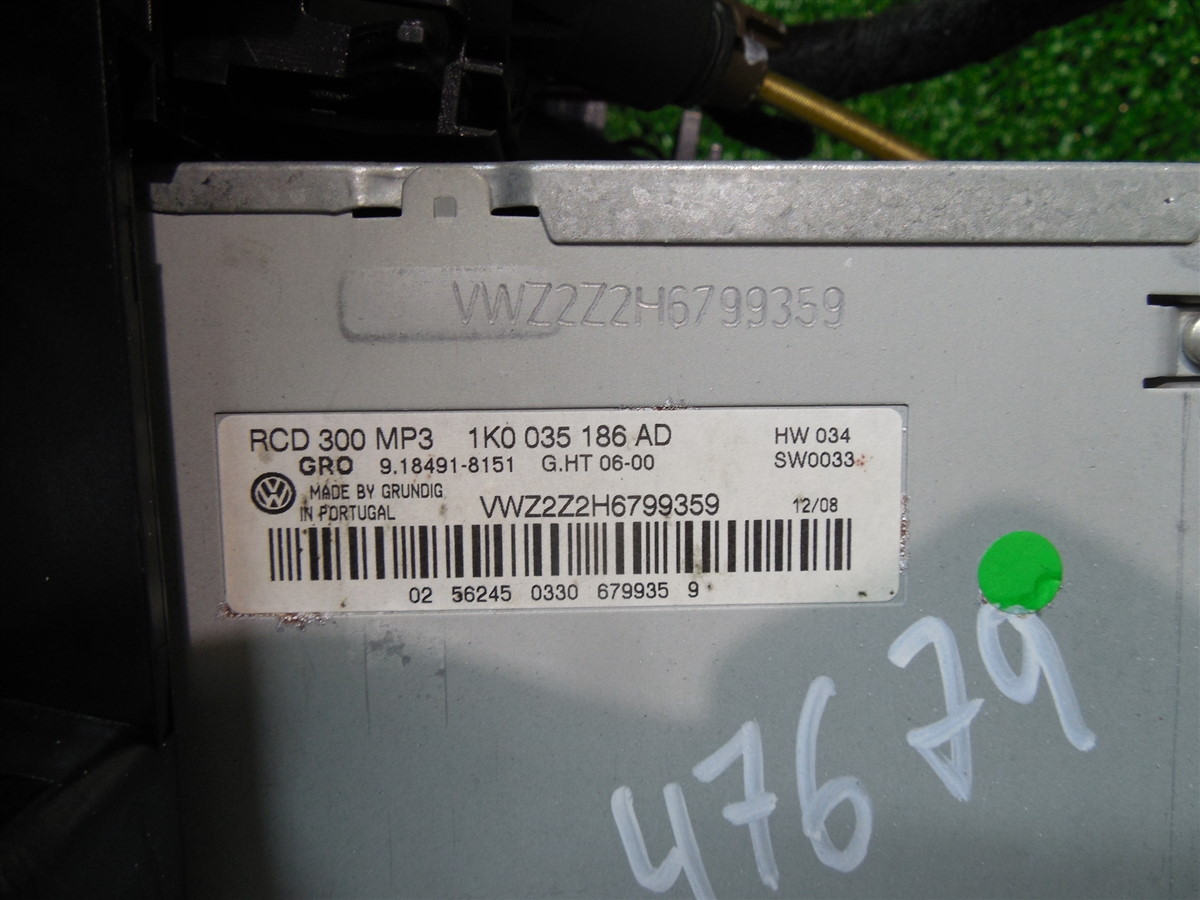 VWZ2Z2H6799359
RCD 300 MP3 1K0 035 186 AD HW 034
GRO 9.18491-8151 G.HT 06-00 SW0033
MADE BY GRUNDIG
IN PORTUGAL VWZ2Z2H6799359 12/08
02 56245 0330 679935 9
47679